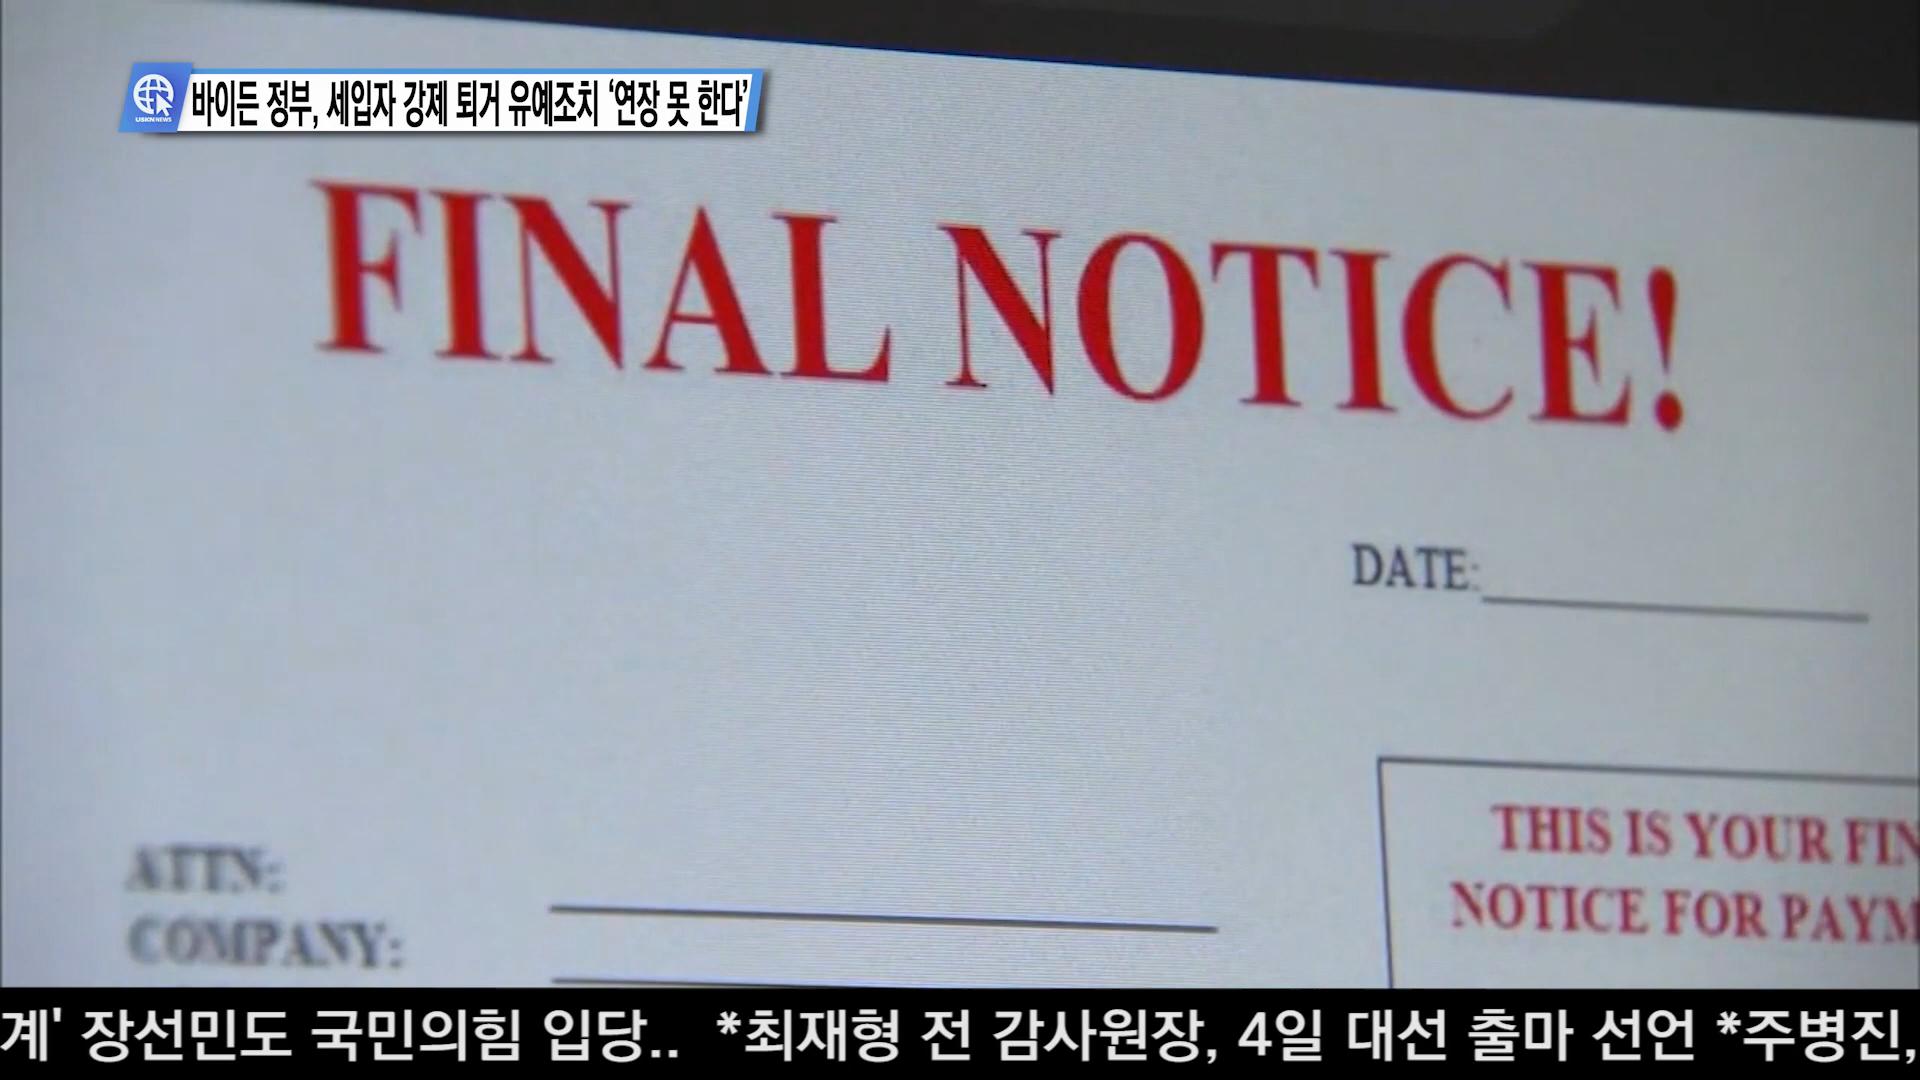 USKN NEWS
바이든 정부, 세입자 강제 퇴거 유예조치 ‘연장 못 한다’
FINAL NOTICE!
DATE:
THIS IS YOUR FIN
NOTICE FOR PAYM
ATTN:
COMPANY:
계' 장선민도 국민의힘 입당.. *최재형 전 감사원장, 4일 대선 출마 선언 *주병진,